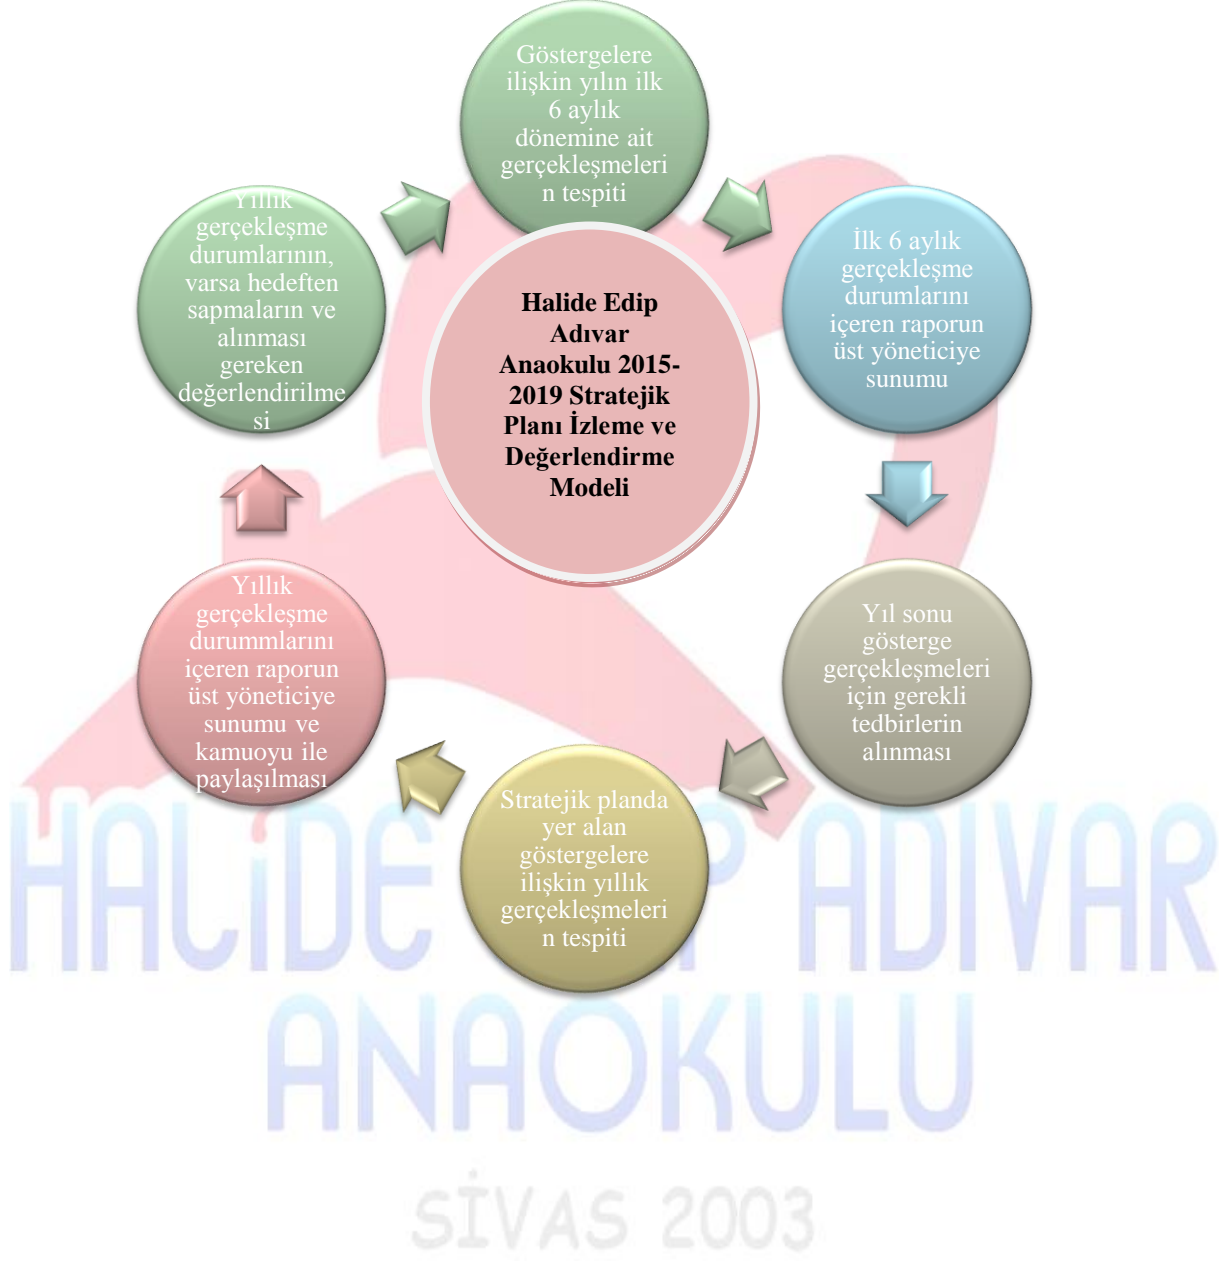 Göstergelere
ilişkin yılın ilk
6 aylık
dönemine ait
gerçekleşmeleri
n tespiti
İlk 6 aylık
gerçekleşme
durumlarını
içeren raporun
üst yöneticiye
sunumu
Yıl sonu
gösterge
gerçekleşmeleri
için gerekli
tedbirlerin
alınması
Stratejik planda
yer alan
göstergelere
ilişkin yıllık
gerçekleşmeleri
n tespiti
Yıllık
gerçekleşme
durummlarını
içeren raporun
üst yöneticiye
sunumu ve
kamuoyu ile
paylaşılması
Yıllık
gerçekleşme
durumlarının,
varsa hedeften
sapmaların ve
alınması
gereken
değerlendirilme
si
Halide Edip
Adıvar
Anaokulu 2015-
2019 Stratejik
Planı İzleme ve
Değerlendirme
Modeli
HALİDE P ADIVAR
ANAOKULU
SİVAS 2003